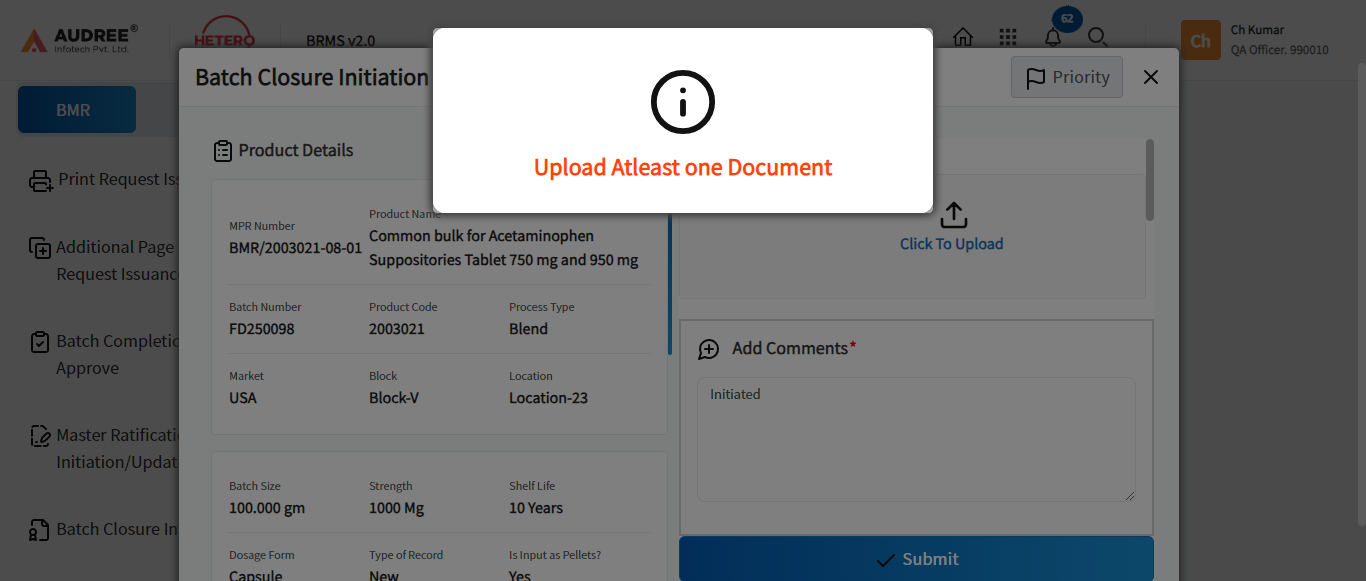 AUDREE®
Infotech Pvt. Ltd.
HETERO
BRMS v2.0
62
Ch
Ch Kumar
QA Officer. 990010
BMR
Print Request Iss
Additional Page
Request Issuanc
Batch Completic
Approve
Master Ratificati
Initiation/Updat
Batch Closure In
Batch Closure Initiation
Priority
Upload Atleast one Document
Product Details
MPR Number
BMR/2003021-08-01
Product Name
Common bulk for Acetaminophen
Suppositories Tablet 750 mg and 950 mg
Batch Number
FD250098
Product Code
2003021
Process Type
Blend
Market
USA
Block
Block-V
Location
Location-23
Batch Size
100.000 gm
Strength
1000 Mg
Shelf Life
10 Years
Dosage Form
Capsule
Type of Record
New
Is Input as Pellets?
Yes
Click To Upload
Add Comments*
Initiated
Submit